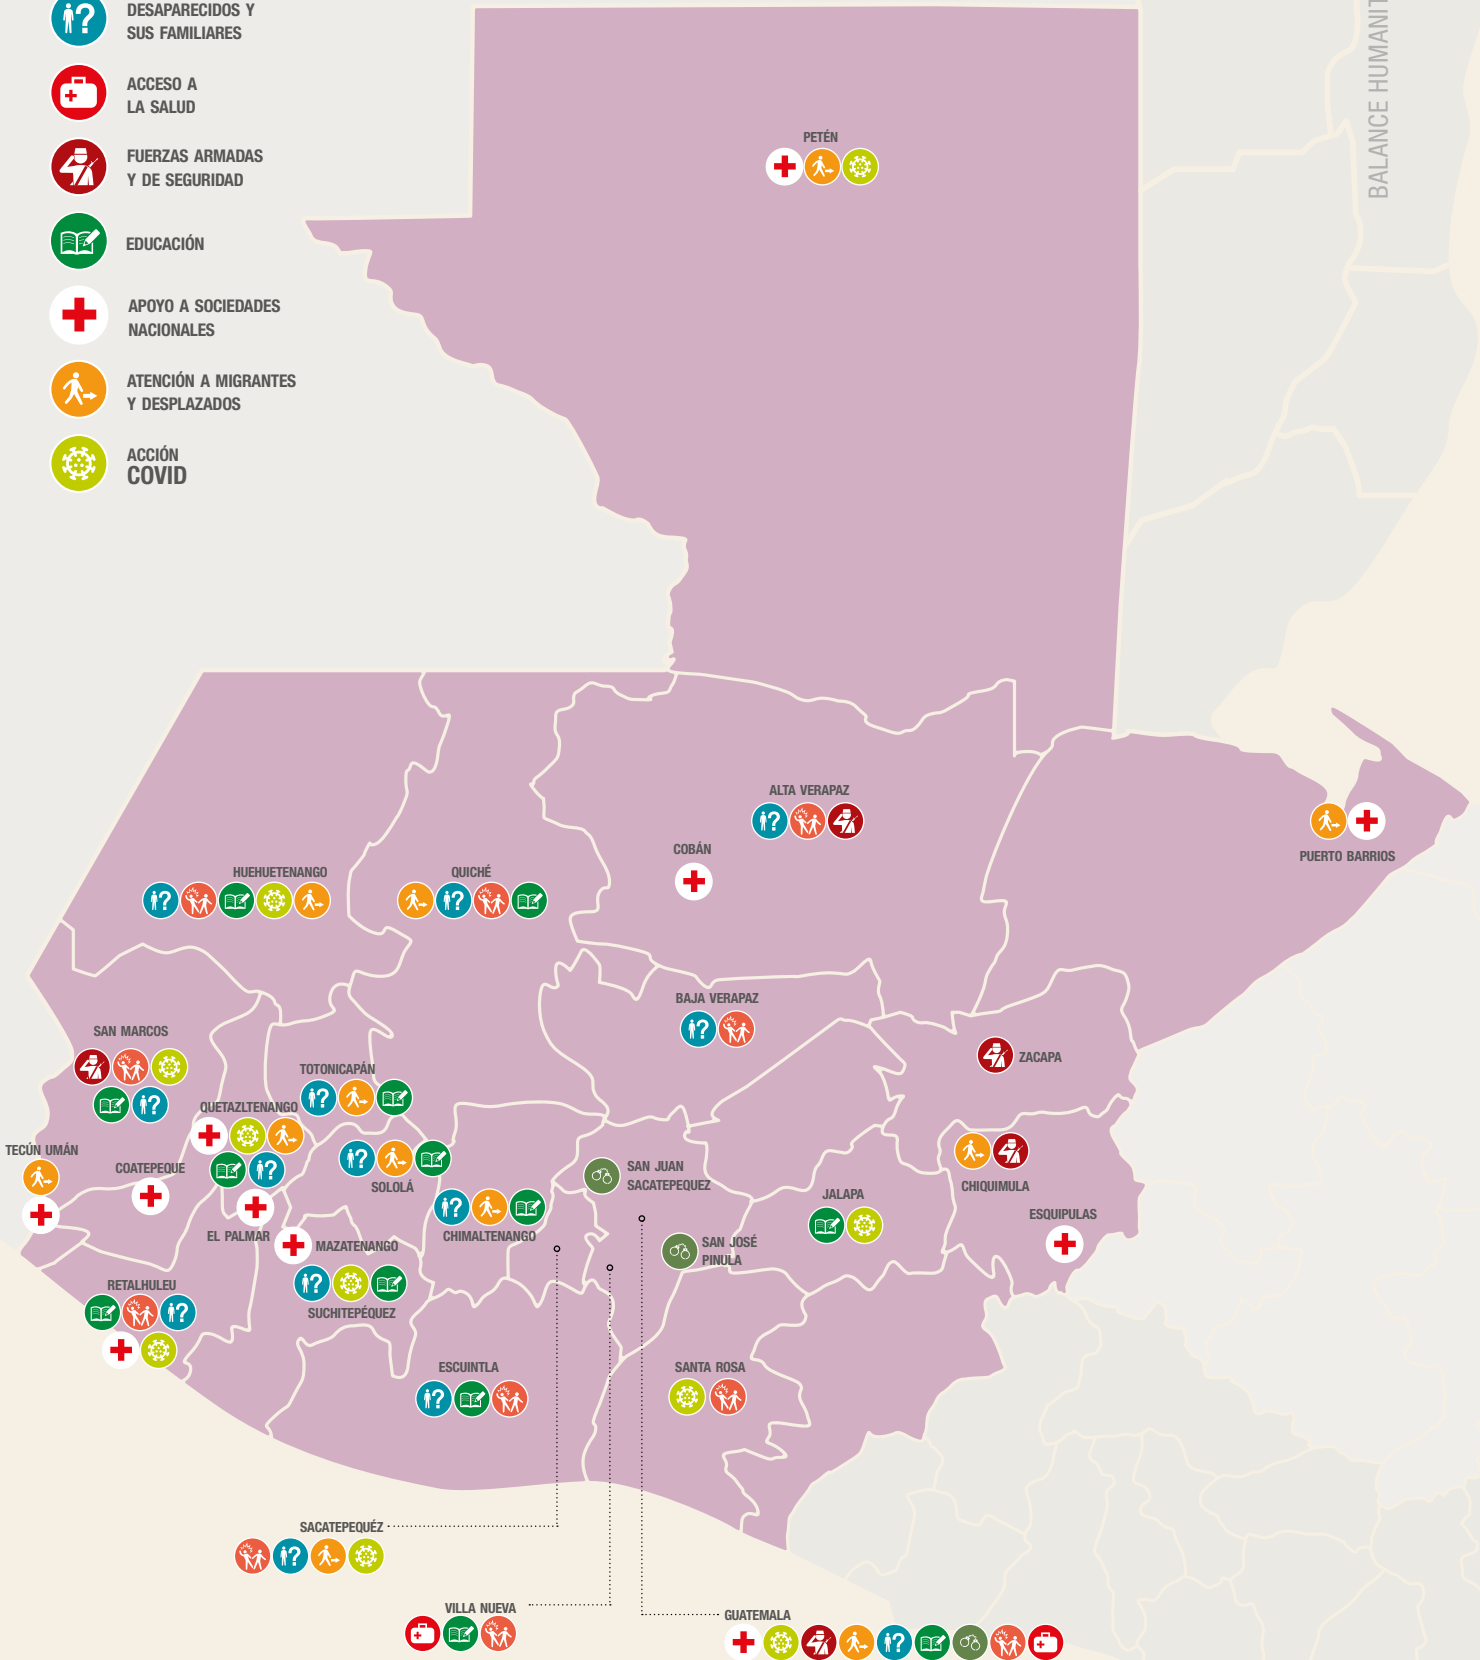 DESAPARECIDOS Y
SUS FAMILIARES
ACCESO A
LA SALUD
FUERZAS ARMADAS
Y DE SEGURIDAD
EDUCACIÓN
APOYO A SOCIEDADES
NACIONALES
ATENCIÓN A MIGRANTES
Y DESPLAZADOS
ACCIÓN
COVID
BALANCE
PETÉN
ALTA VERAPAZ
COBÁN
PUERTO BARRIOS
HUEHUETENANGO
QUICHÉ
BAJA VERAPAZ
SAN MARCOS
ZACAPA
TOTONICAPÁN
QUETAZLTENANGO
TECÚN UMÁN
COATEPEQUE
SOLOLÁ
SAN JUAN
SACATEPEQUEZ
CHIQUIMULA
JALAPA
ESQUIPULAS
EL PALMAR
CHIMALTENANGO
MAZATENANGO
SAN JOSÉ
PINULA
RETALHULEU
SUCHITEPÉQUEZ
ESCUINTLA
SANTA ROSA
SACATEPEQUÉZ
VILLA NUEVA
GUATEMALA